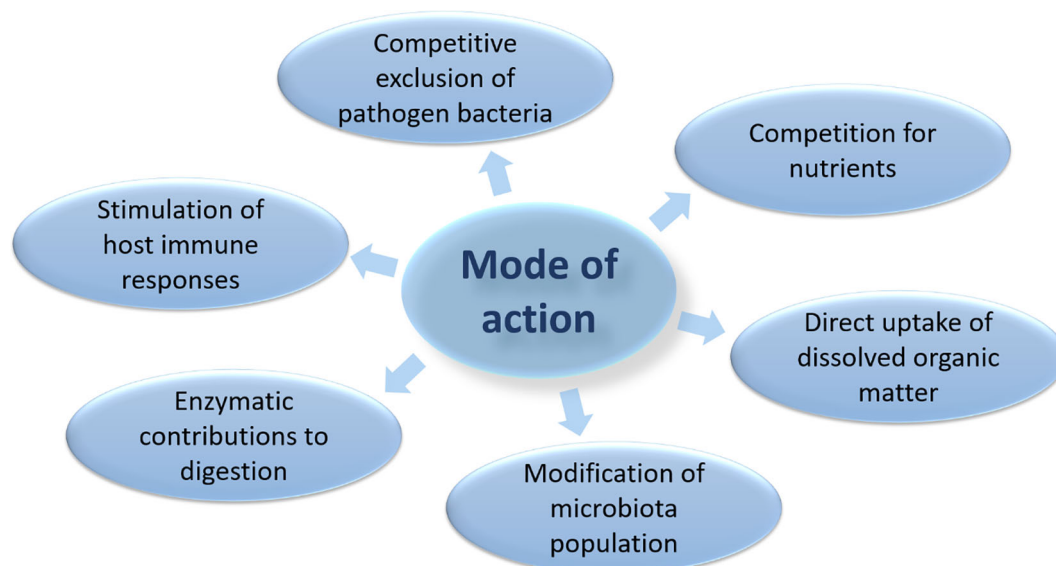 Competitive
exclusion of
pathogen bacteria
Competition for
nutrients
Stimulation of
host immune
responses
Mode of
action
Direct uptake of
dissolved organic
matter
Enzymatic
contributions to
digestion
Modification of
microbiota
population